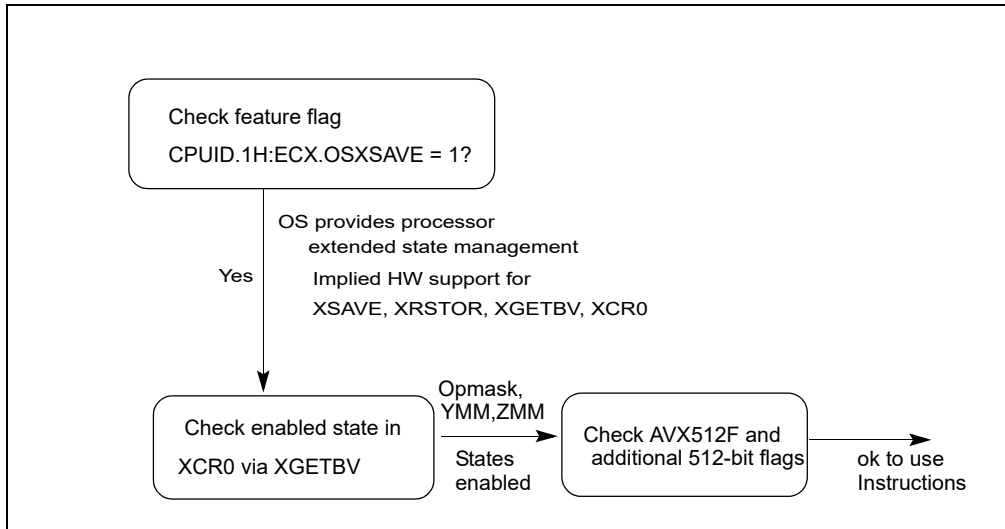 Check feature flag
CPUID.1H:ECX.OSXSAVE = 1?
OS provides processor
extended state management
Yes
Implied HW support for
XSAVE, XRSTOR, XGETBV, XCR0
Check enabled state in
XCR0 via XGETBV
Opmask,
YMM,ZMM
States
enabled
Check AVX512F and
additional 512-bit flags
ok to use
Instructions